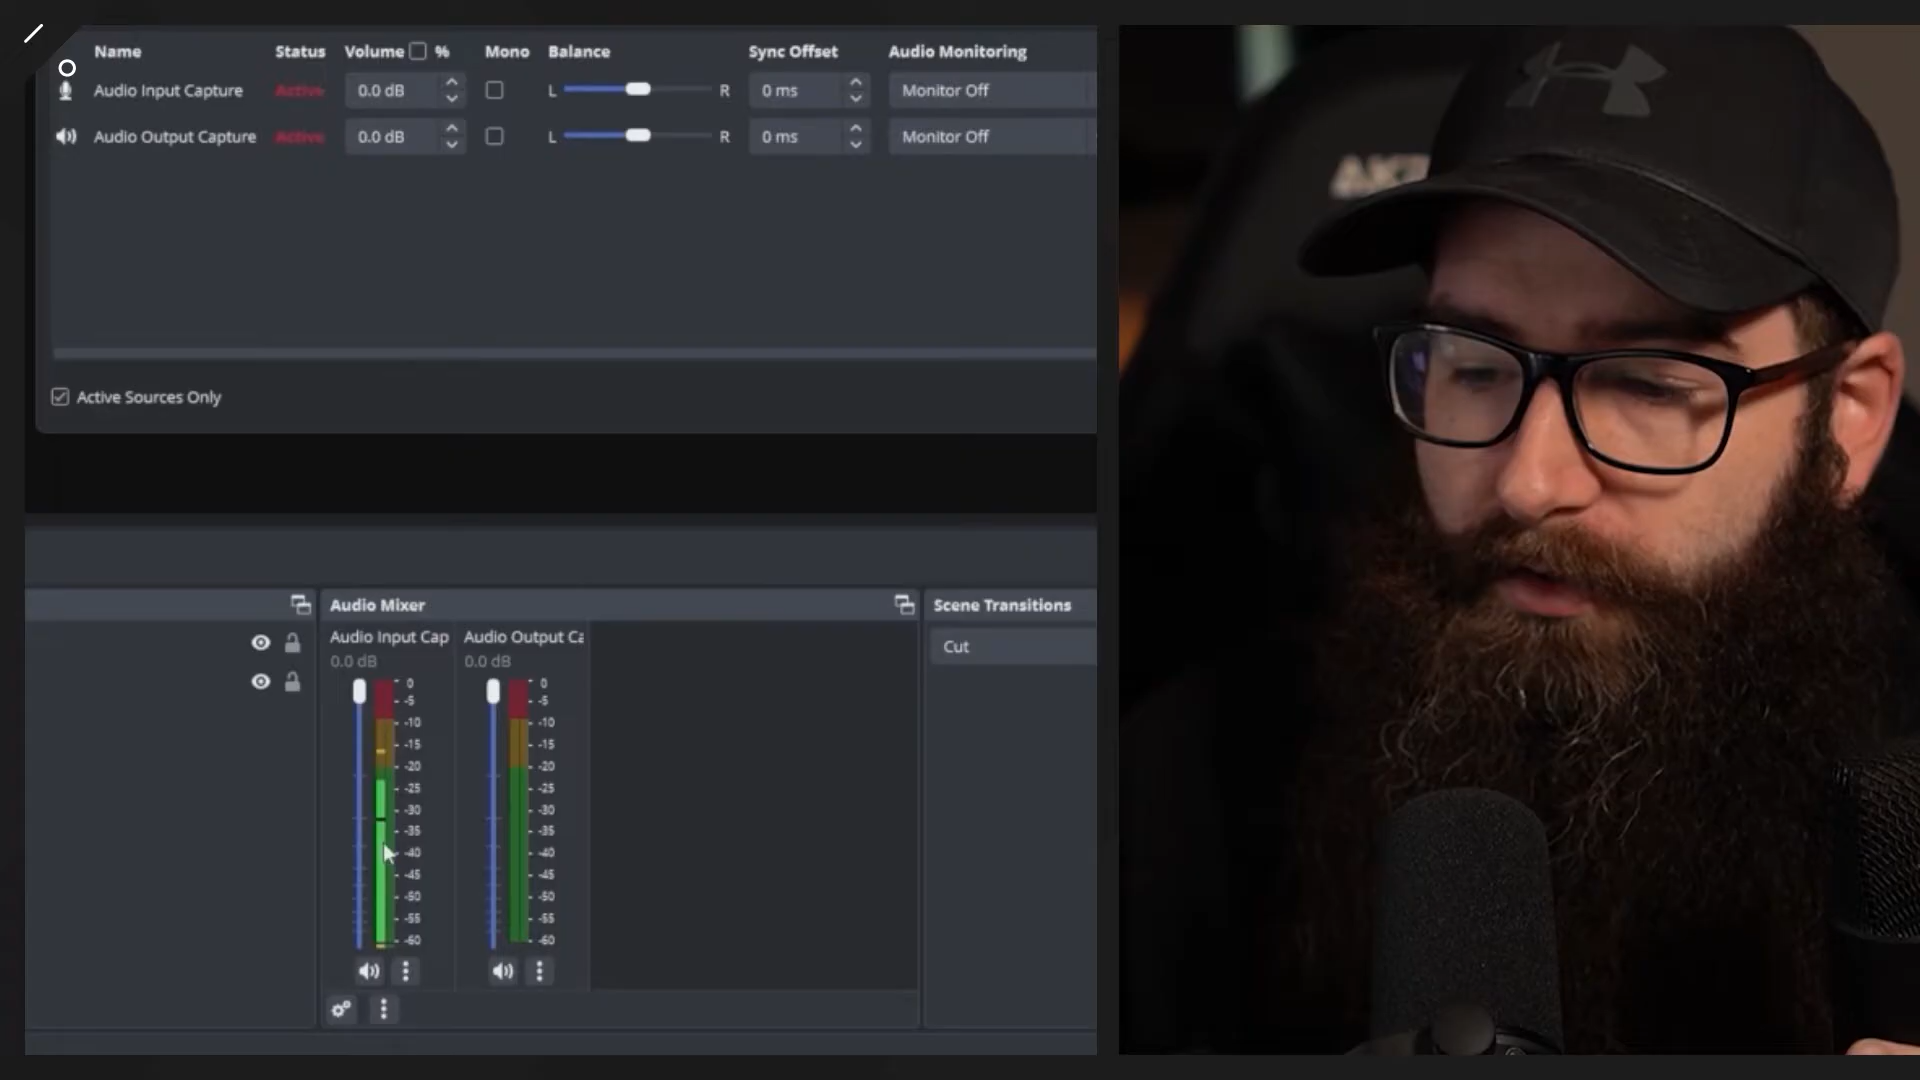 Name Status Volume % Mono Balance Sync Offset Audio Monitoring
Audio Input Capture Active 0.0 dB L R 0 ms Monitor Off
Audio Output Capture Active 0.0 dB L R 0 ms Monitor Off
Active Sources Only
Audio Mixer
Scene Transitions
Audio Input Cap
Audio Output Ca
0.0 dB
0.0 dB
Cut
0 0
-5 -5
-10 -10
-15 -15
-20 -20
-25 -25
-30 -30
-35 -35
-40 -40
-45 -45
-50 -50
-55 -55
-60 -60